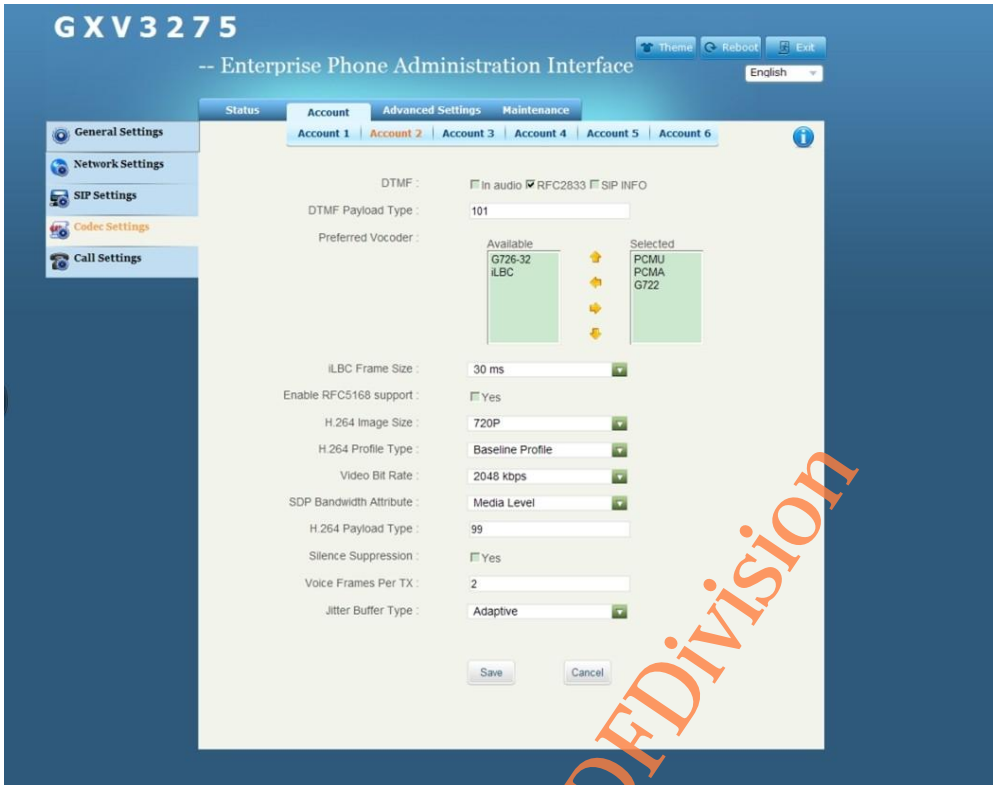 GXV3275
-- Enterprise Phone Administration Interface
Theme Reboot Exit
English
Status Account Advanced Settings Maintenance
Account 1 Account 2 Account 3 Account 4 Account 5 Account 6
General Settings
Network Settings
SIP Settings
Codec Settings
Call Settings
DTMF : In audio RFC2833 SIP INFO
DTMF Payload Type : 101
Preferred Vocoder :
Available Selected
G726-32 PCMU
iLBC PCMA
G722
iLBC Frame Size : 30 ms
Enable RFC5168 support : Yes
H.264 Image Size : 720P
H.264 Profile Type : Baseline Profile
Video Bit Rate : 2048 kbps
SDP Bandwidth Attribute : Media Level
H.264 Payload Type : 99
Silence Suppression : Yes
Voice Frames Per TX : 2
Jitter Buffer Type : Adaptive
Save Cancel